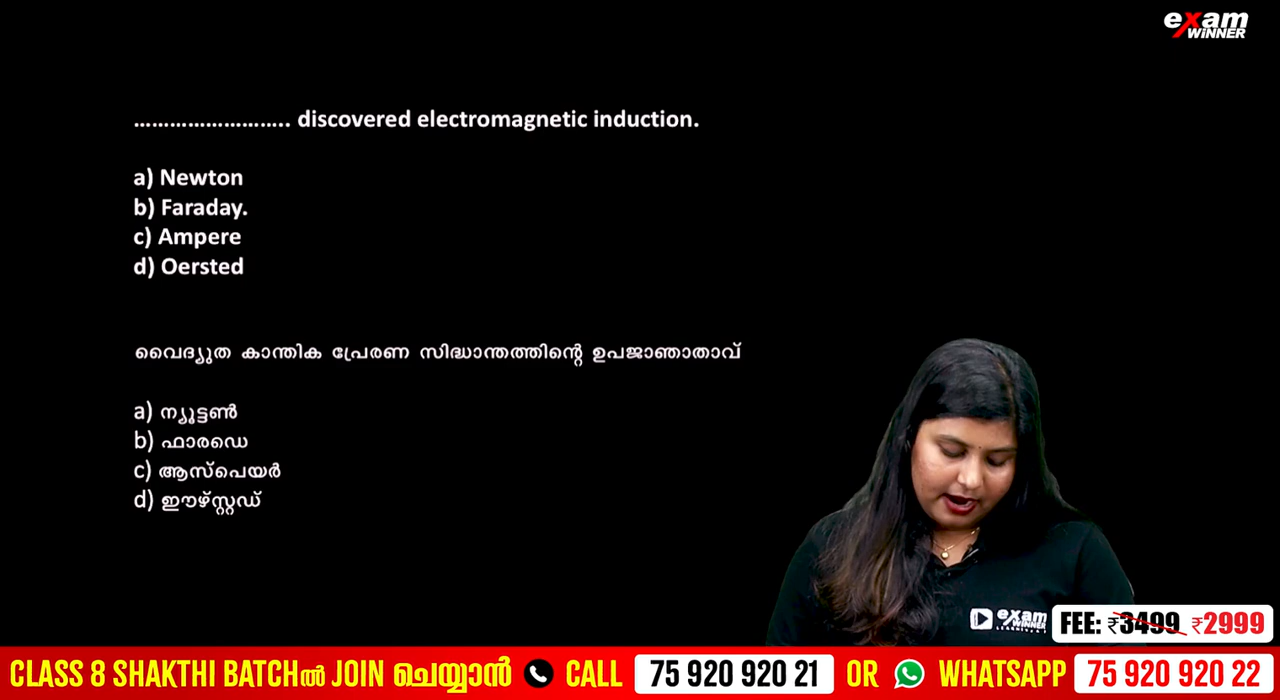 exam
WiNNER
........................... discovered electromagnetic induction.
a) Newton
b) Faraday.
c) Ampere
d) Oersted
വൈദ്യുത കാന്തിക പ്രേരണ സിദ്ധാന്തത്തിന്റെ ഉപജ്ഞാതാവ്
a) ന്യൂട്ടൺ
b) ഫാരഡെ
c) ആസ്പെയർ
d) ഈഴ്സ്റ്റഡ്
exam
WINNER
FEE: ₹3499 ₹2999
CLASS 8 SHAKTHI BATCHൽ JOIN ചെയ്യാൻ CALL 75 920 920 21 OR WHATSAPP 75 920 920 22